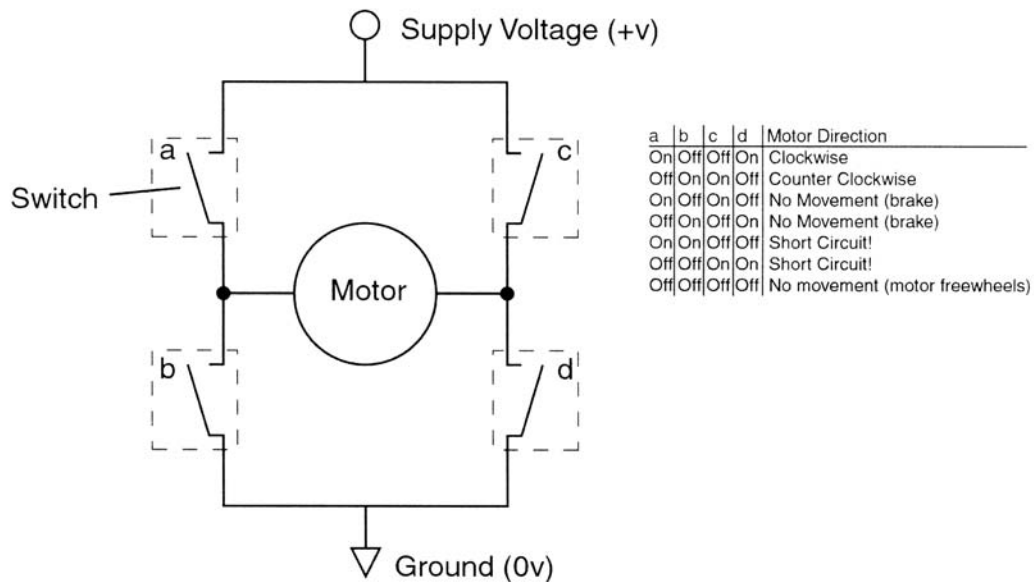 Supply Voltage (+v)
a
c
Switch
Motor
b
d
Ground (0v)
a b c d Motor Direction
On Off Off On Clockwise
Off On On Off Counter Clockwise
On Off On Off No Movement (brake)
Off On Off On No Movement (brake)
On On Off Off Short Circuit!
Off Off On On Short Circuit!
Off Off Off Off No movement (motor freewheels)